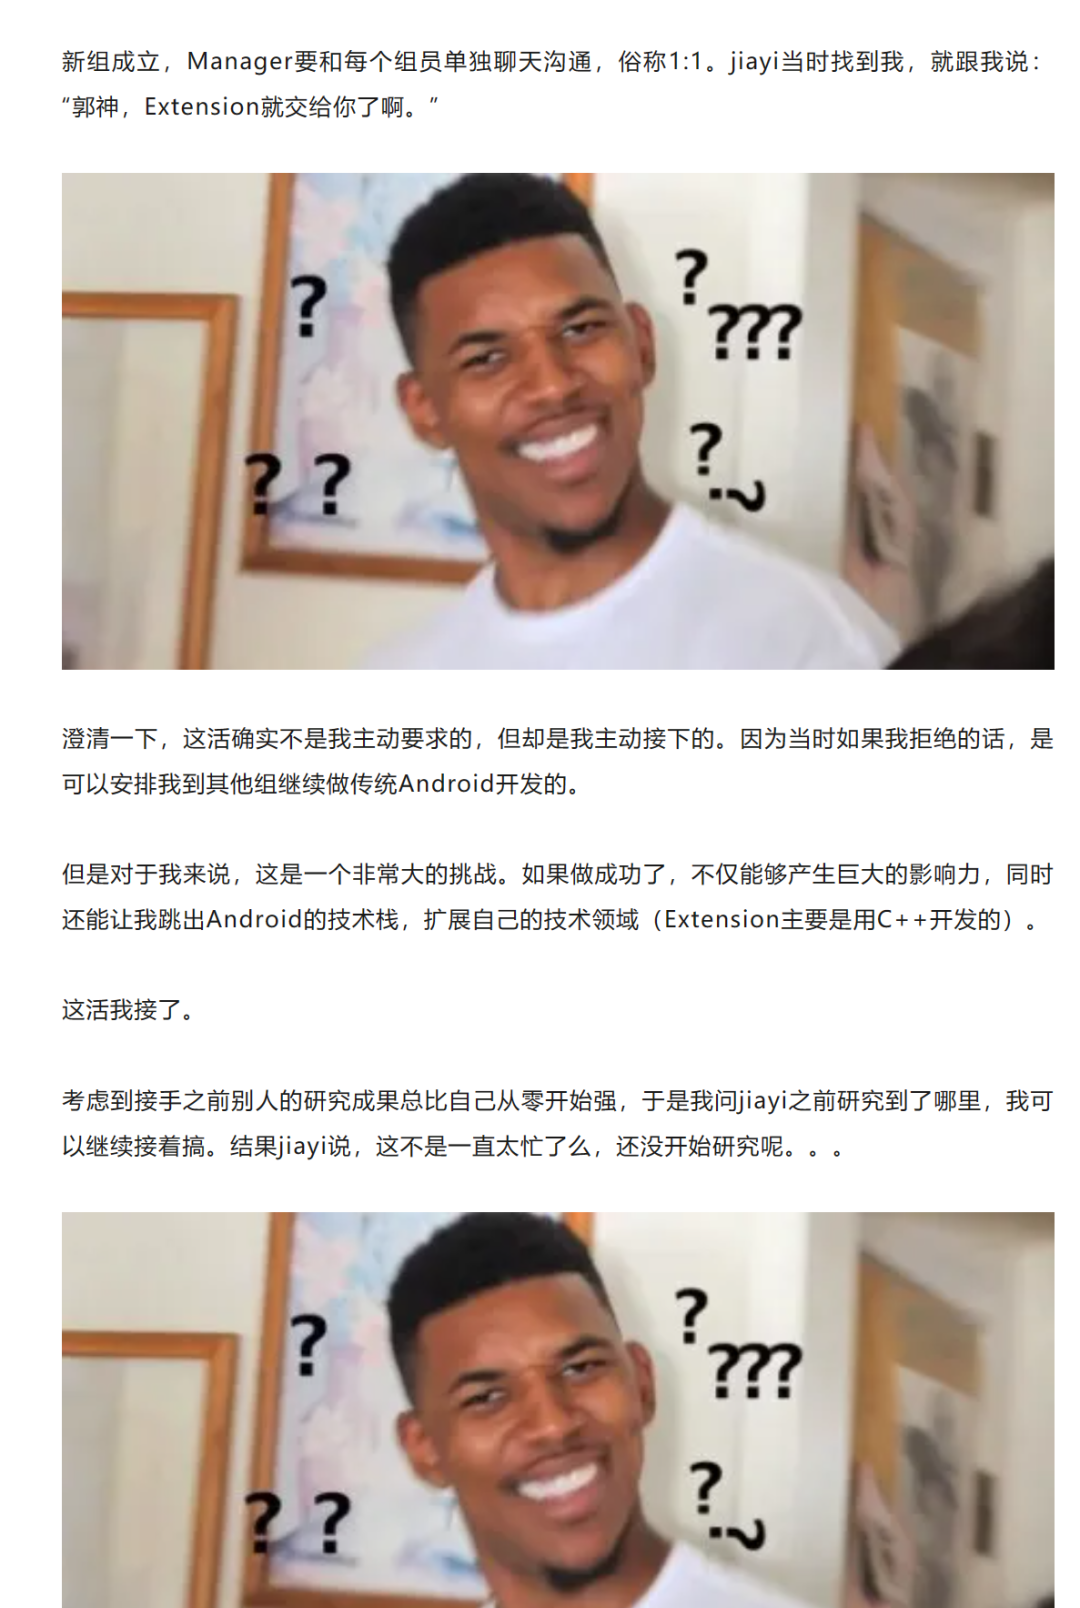 新组成立，Manager要和每个组员单独聊天沟通，俗称1:1。jiayi当时找到我，就跟我说：
“郭神，Extension就交给你了啊。”
?
?
???
?
? ?
?
澄清一下，这活确实不是我主动要求的，但却是我主动接下的。因为当时如果我拒绝的话，是
可以安排我到其他组继续做传统Android开发的。
但是对于我来说，这是一个非常大的挑战。如果做成功了，不仅能够产生巨大的影响力，同时
还能让我跳出Android的技术栈，扩展自己的技术领域（Extension主要是用C++开发的）。
这活我接了。
考虑到接手之前别人的研究成果总比自己从零开始强，于是我问jiayi之前研究到了哪里，我可
以继续接着搞。结果jiayi说，这不是一直太忙了么，还没开始研究呢。。。
?
?
???
?
? ?
?